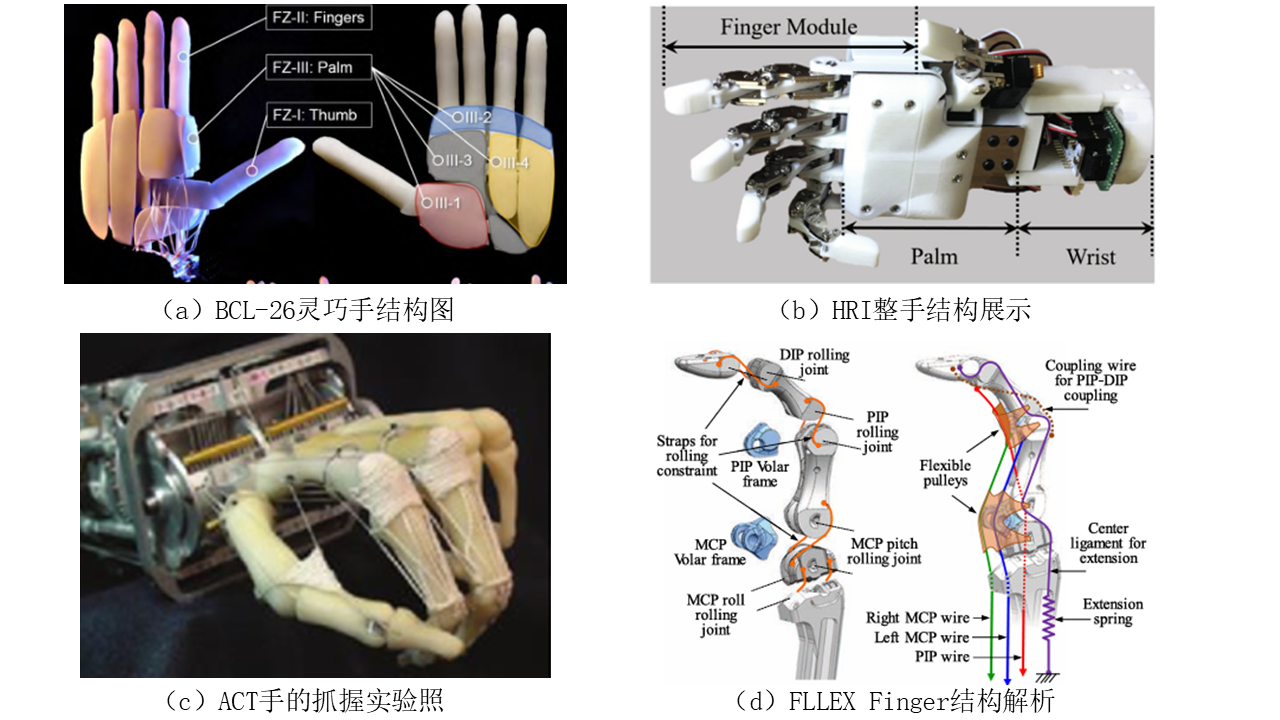 FZ-II: Fingers
FZ-III: Palm
FZ-I: Thumb
III-2
III-3
III-4
III-1
（a）BCL-26灵巧手结构图
Finger Module
Palm
Wrist
（b）HRI整手结构展示
（c）ACT手的抓握实验照
DIP rolling
joint
PIP
rolling
joint
Straps for
rolling
constraint
PIP Volar
frame
MCP
Volar frame
MCP pitch
rolling joint
MCP roll
rolling
joint
Coupling wire
for PIP-DIP
coupling
Flexible
pulleys
Center
ligament for
extension
Extension
spring
Right MCP wire
Left MCP wire
PIP wire
（d）FLLEX Finger结构解析